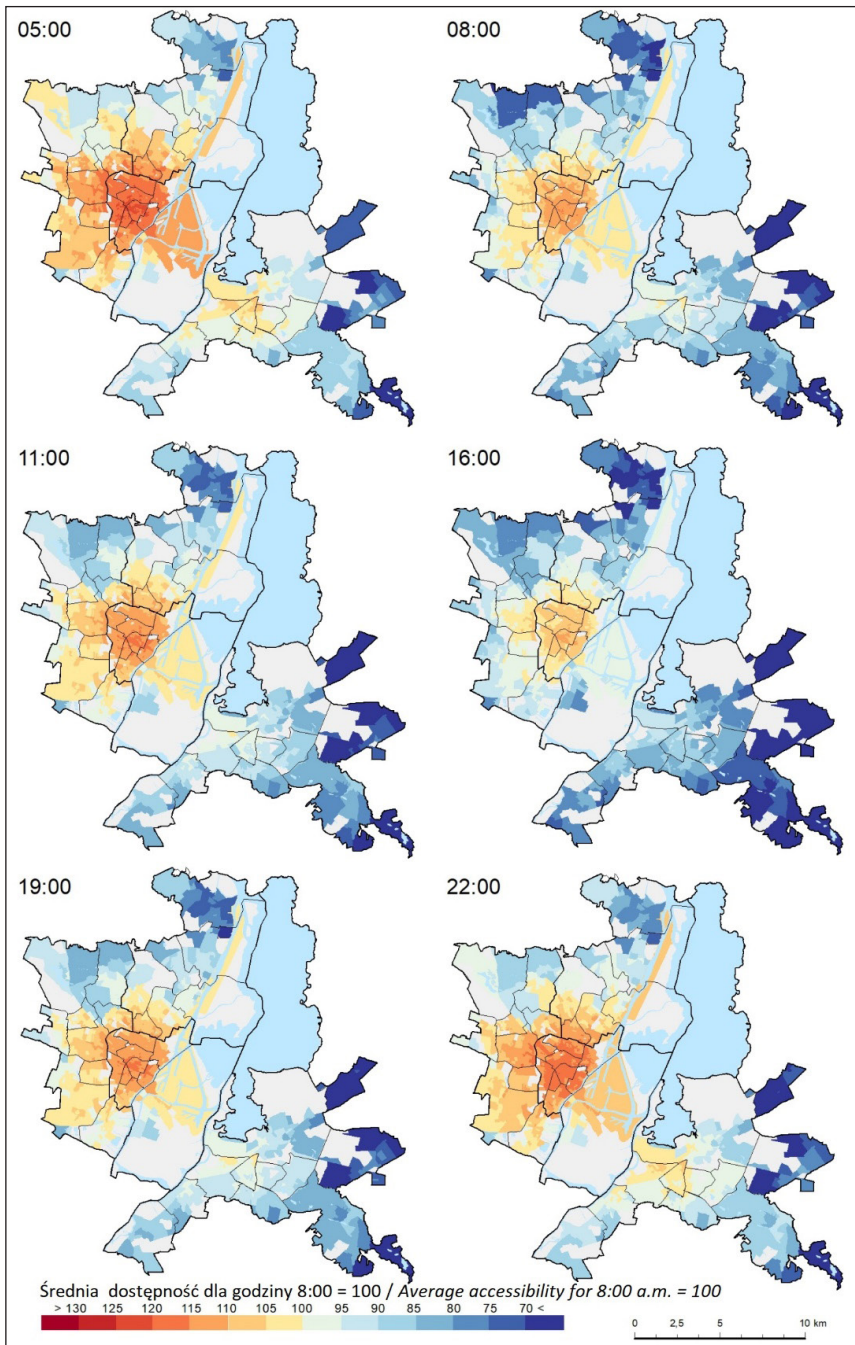 05:00
08:00
11:00
16:00
19:00
22:00
Średnia dostępność dla godziny 8:00 = 100 / Average accessibility for 8:00 a.m. = 100
> 130 125 120 115 110 105 100 95 90 85 80 75 70 <
0 2,5 5 10 km